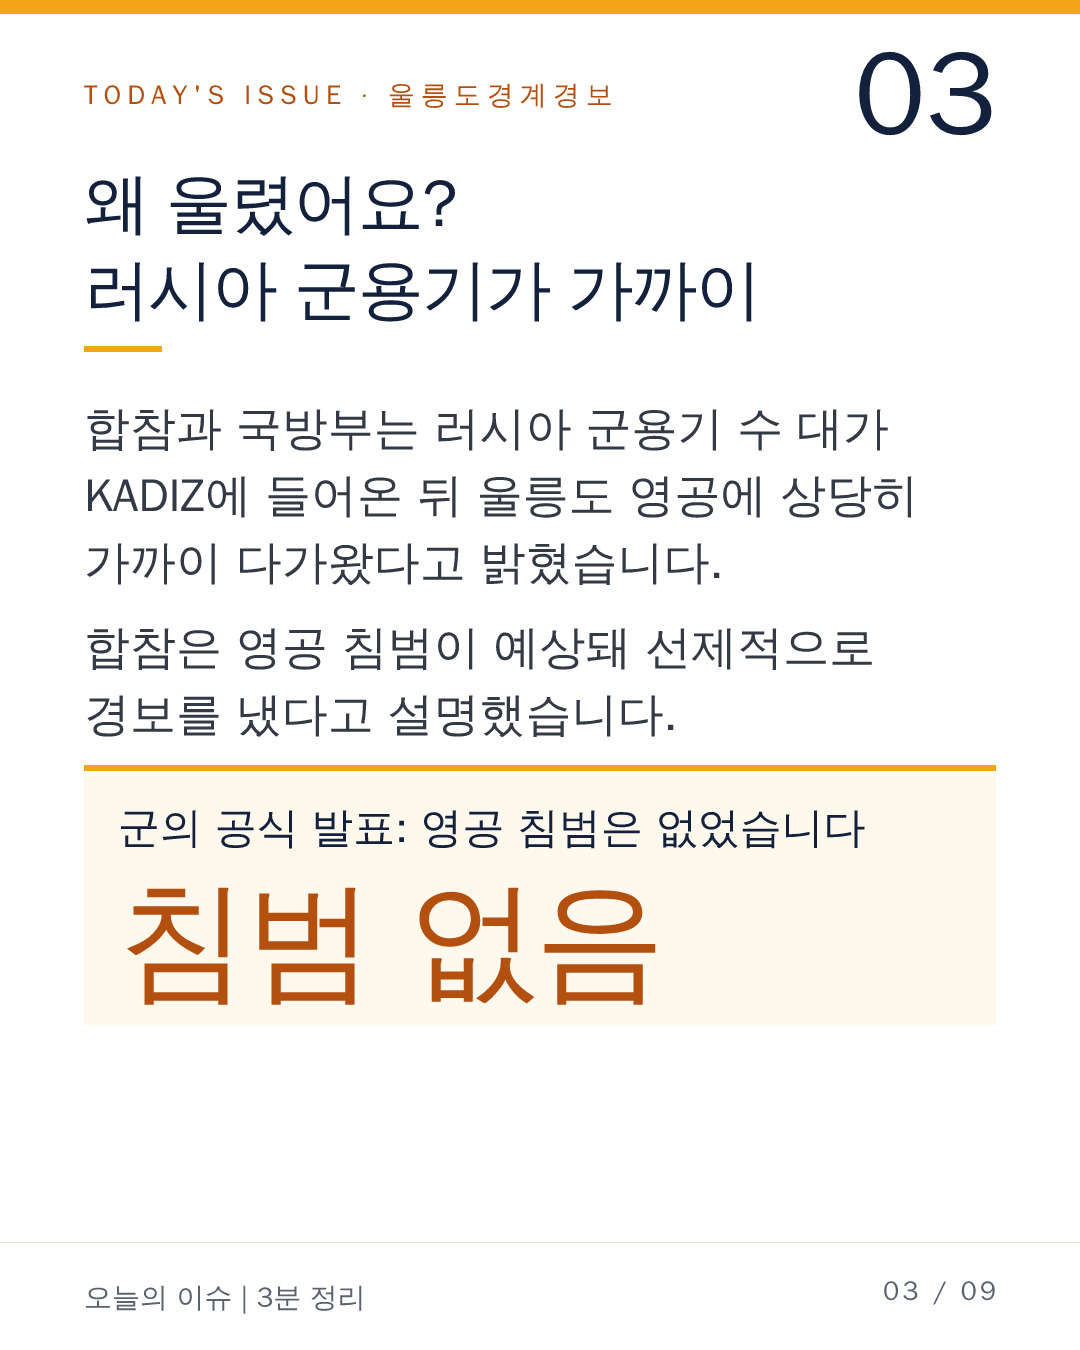 TODAY'S ISSUE · 울릉도경계경보
03
왜 울렸어요?
러시아 군용기가 가까이
합참과 국방부는 러시아 군용기 수 대가
KADIZ에 들어온 뒤 울릉도 영공에 상당히
가까이 다가왔다고 밝혔습니다.
합참은 영공 침범이 예상돼 선제적으로
경보를 냈다고 설명했습니다.
군의 공식 발표: 영공 침범은 없었습니다
침범 없음
오늘의 이슈 | 3분 정리
03 / 09